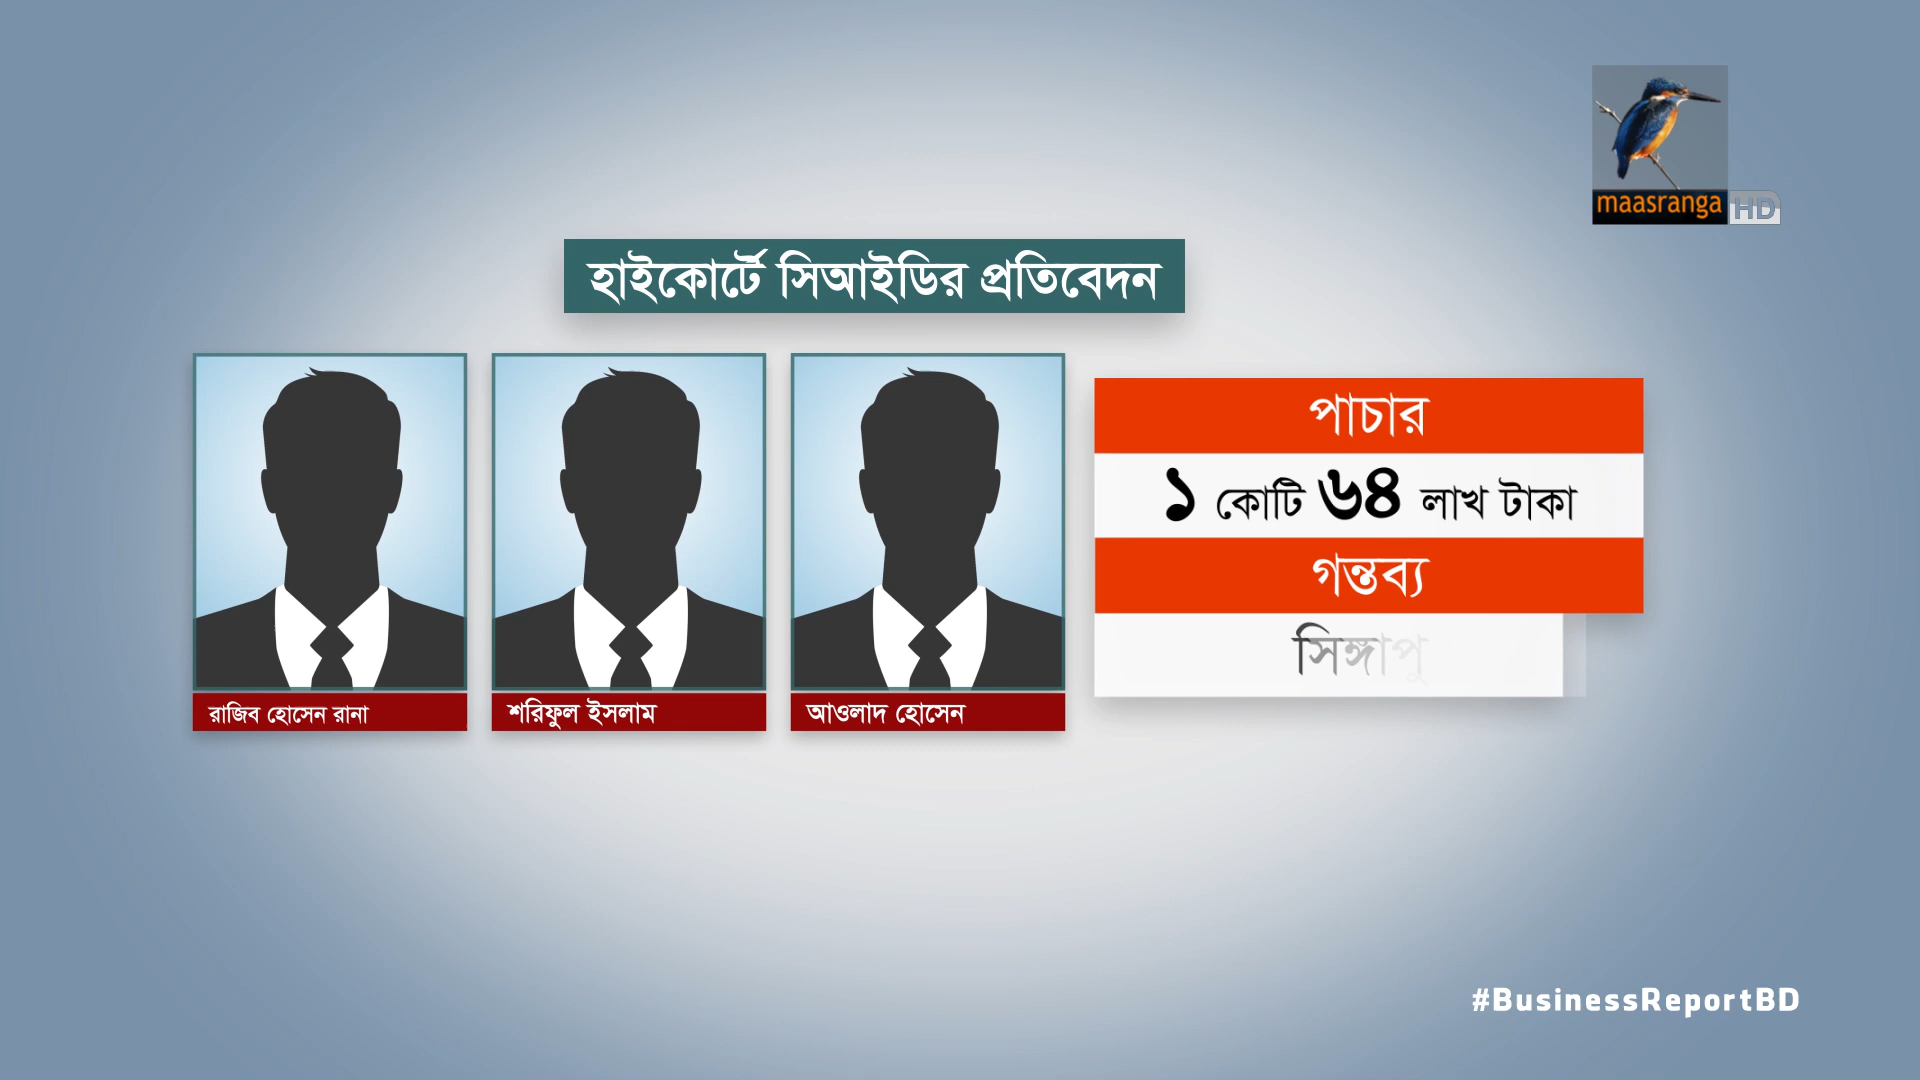 maasranga HD
হাইকোর্টে সিআইডির প্রতিবেদন
পাচার
১ কোটি ৬৪ লাখ টাকা
গন্তব্য
সিঙ্গাপু
রাজিব হোসেন রানা
শরিফুল ইসলাম
আওলাদ হোসেন
#BusinessReportBD